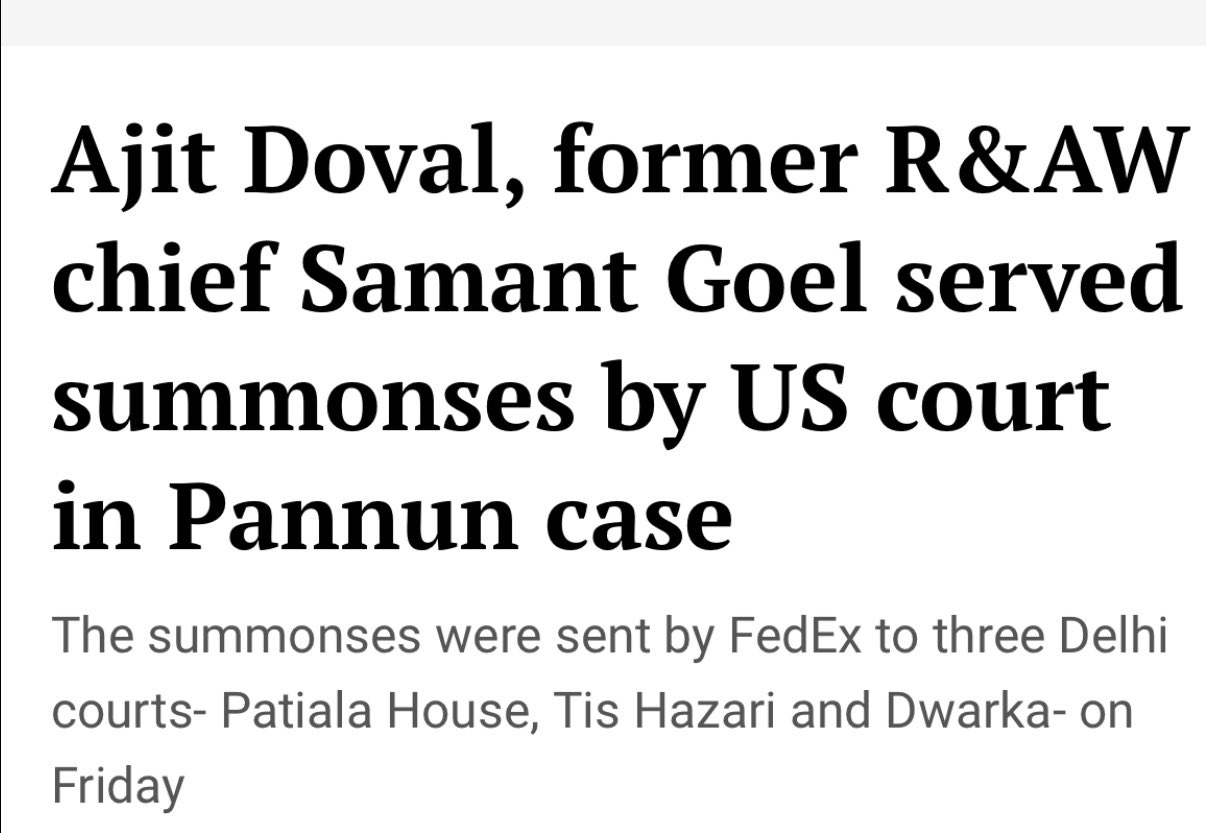 Ajit Doval, former R&AW
chief Samant Goel served
summonses by US court
in Pannun case
The summonses were sent by FedEx to three Delhi
courts- Patiala House, Tis Hazari and Dwarka- on
Friday